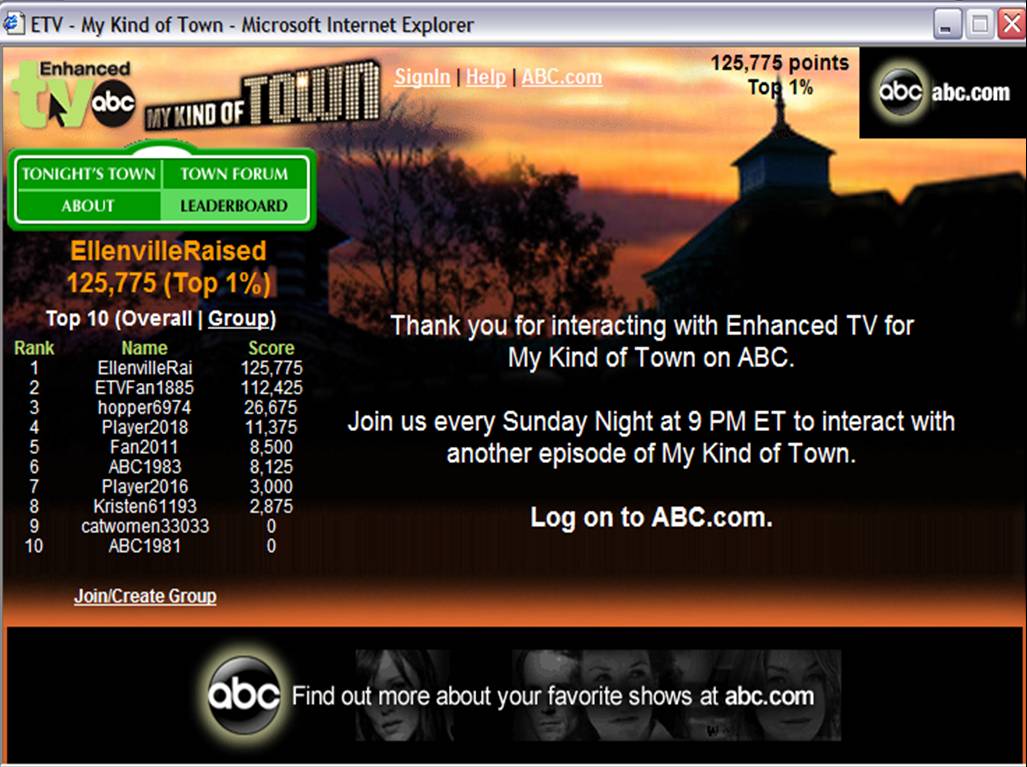 ETV - My Kind of Town - Microsoft Internet Explorer
Enhanced
tv abc
MY KIND OF TOWN
SignIn | Help | ABC.com
125,775 points
Top 1%
abc abc.com
TONIGHT'S TOWN TOWN FORUM
ABOUT LEADERBOARD
EllenvilleRaised
125,775 (Top 1%)
Top 10 (Overall | Group)
Rank Name Score
1 EllenvilleRai 125,775
2 ETVFan1885 112,425
3 hopper6974 26,675
4 Player2018 11,375
5 Fan2011 8,500
6 ABC1983 8,125
7 Player2016 3,000
8 Kristen61193 2,875
9 catwomen33033 0
10 ABC1981 0
Join/Create Group
Thank you for interacting with Enhanced TV for
My Kind of Town on ABC.
Join us every Sunday Night at 9 PM ET to interact with
another episode of My Kind of Town.
Log on to ABC.com.
abc Find out more about your favorite shows at abc.com